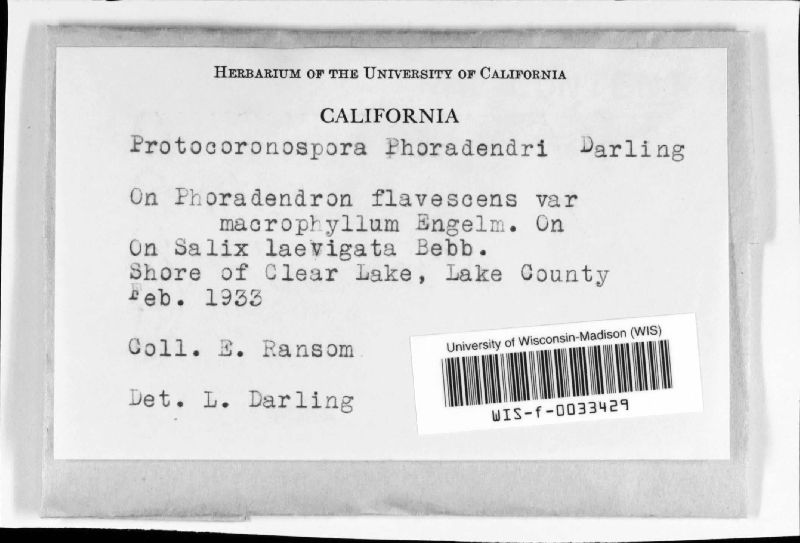 HERBARIUM OF THE UNIVERSITY OF CALIFORNIA
CALIFORNIA
Protocoronospora Phoradendri Darling
On Phoradendron flavescens var
macrophyllum Engelm. On
On Salix laevigata Bebb.
Shore of Clear Lake, Lake County
Feb. 1933
Coll. E. Ransom
Det. L. Darling
University of Wisconsin-Madison (WIS)
WIS-f-0033429